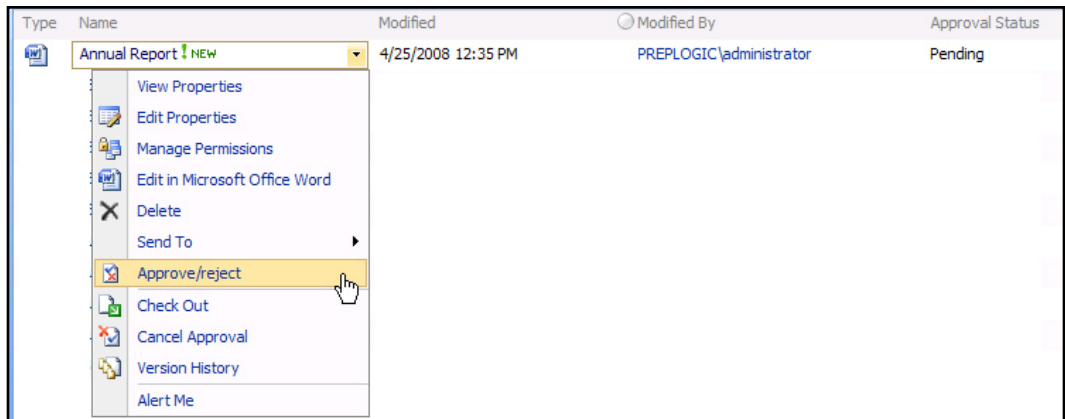 Type Name Modified Modified By Approval Status
Annual Report ! NEW 4/25/2008 12:35 PM PREPLOGIC\administrator Pending
View Properties
Edit Properties
Manage Permissions
Edit in Microsoft Office Word
Delete
Send To
Approve/reject
Check Out
Cancel Approval
Version History
Alert Me